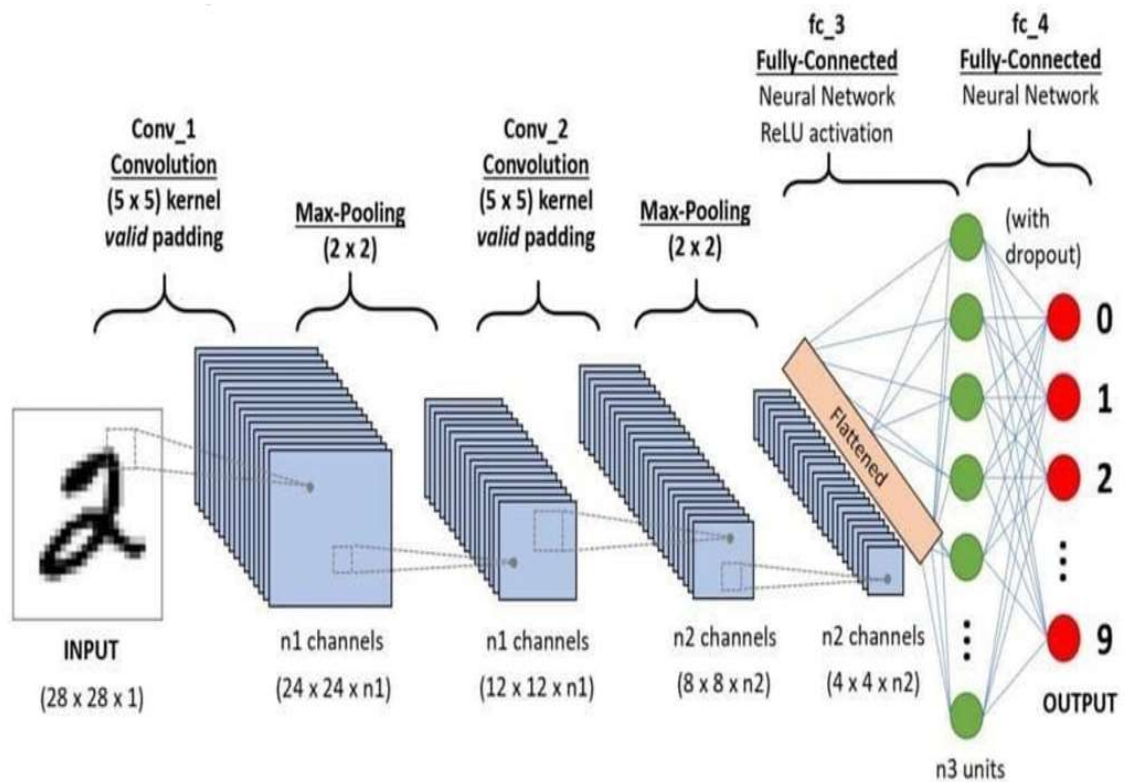 Conv_1
Convolution
(5 x 5) kernel
valid padding
Max-Pooling
(2 x 2)
Conv_2
Convolution
(5 x 5) kernel
valid padding
Max-Pooling
(2 x 2)
fc_3
Fully-Connected
Neural Network
ReLU activation
fc_4
Fully-Connected
Neural Network
(with
dropout)
Flattened
0
1
2
⋮
9
OUTPUT
2
INPUT
(28 x 28 x 1)
n1 channels
(24 x 24 x n1)
n1 channels
(12 x 12 x n1)
n2 channels
(8 x 8 x n2)
n2 channels
(4 x 4 x n2)
⋮
n3 units